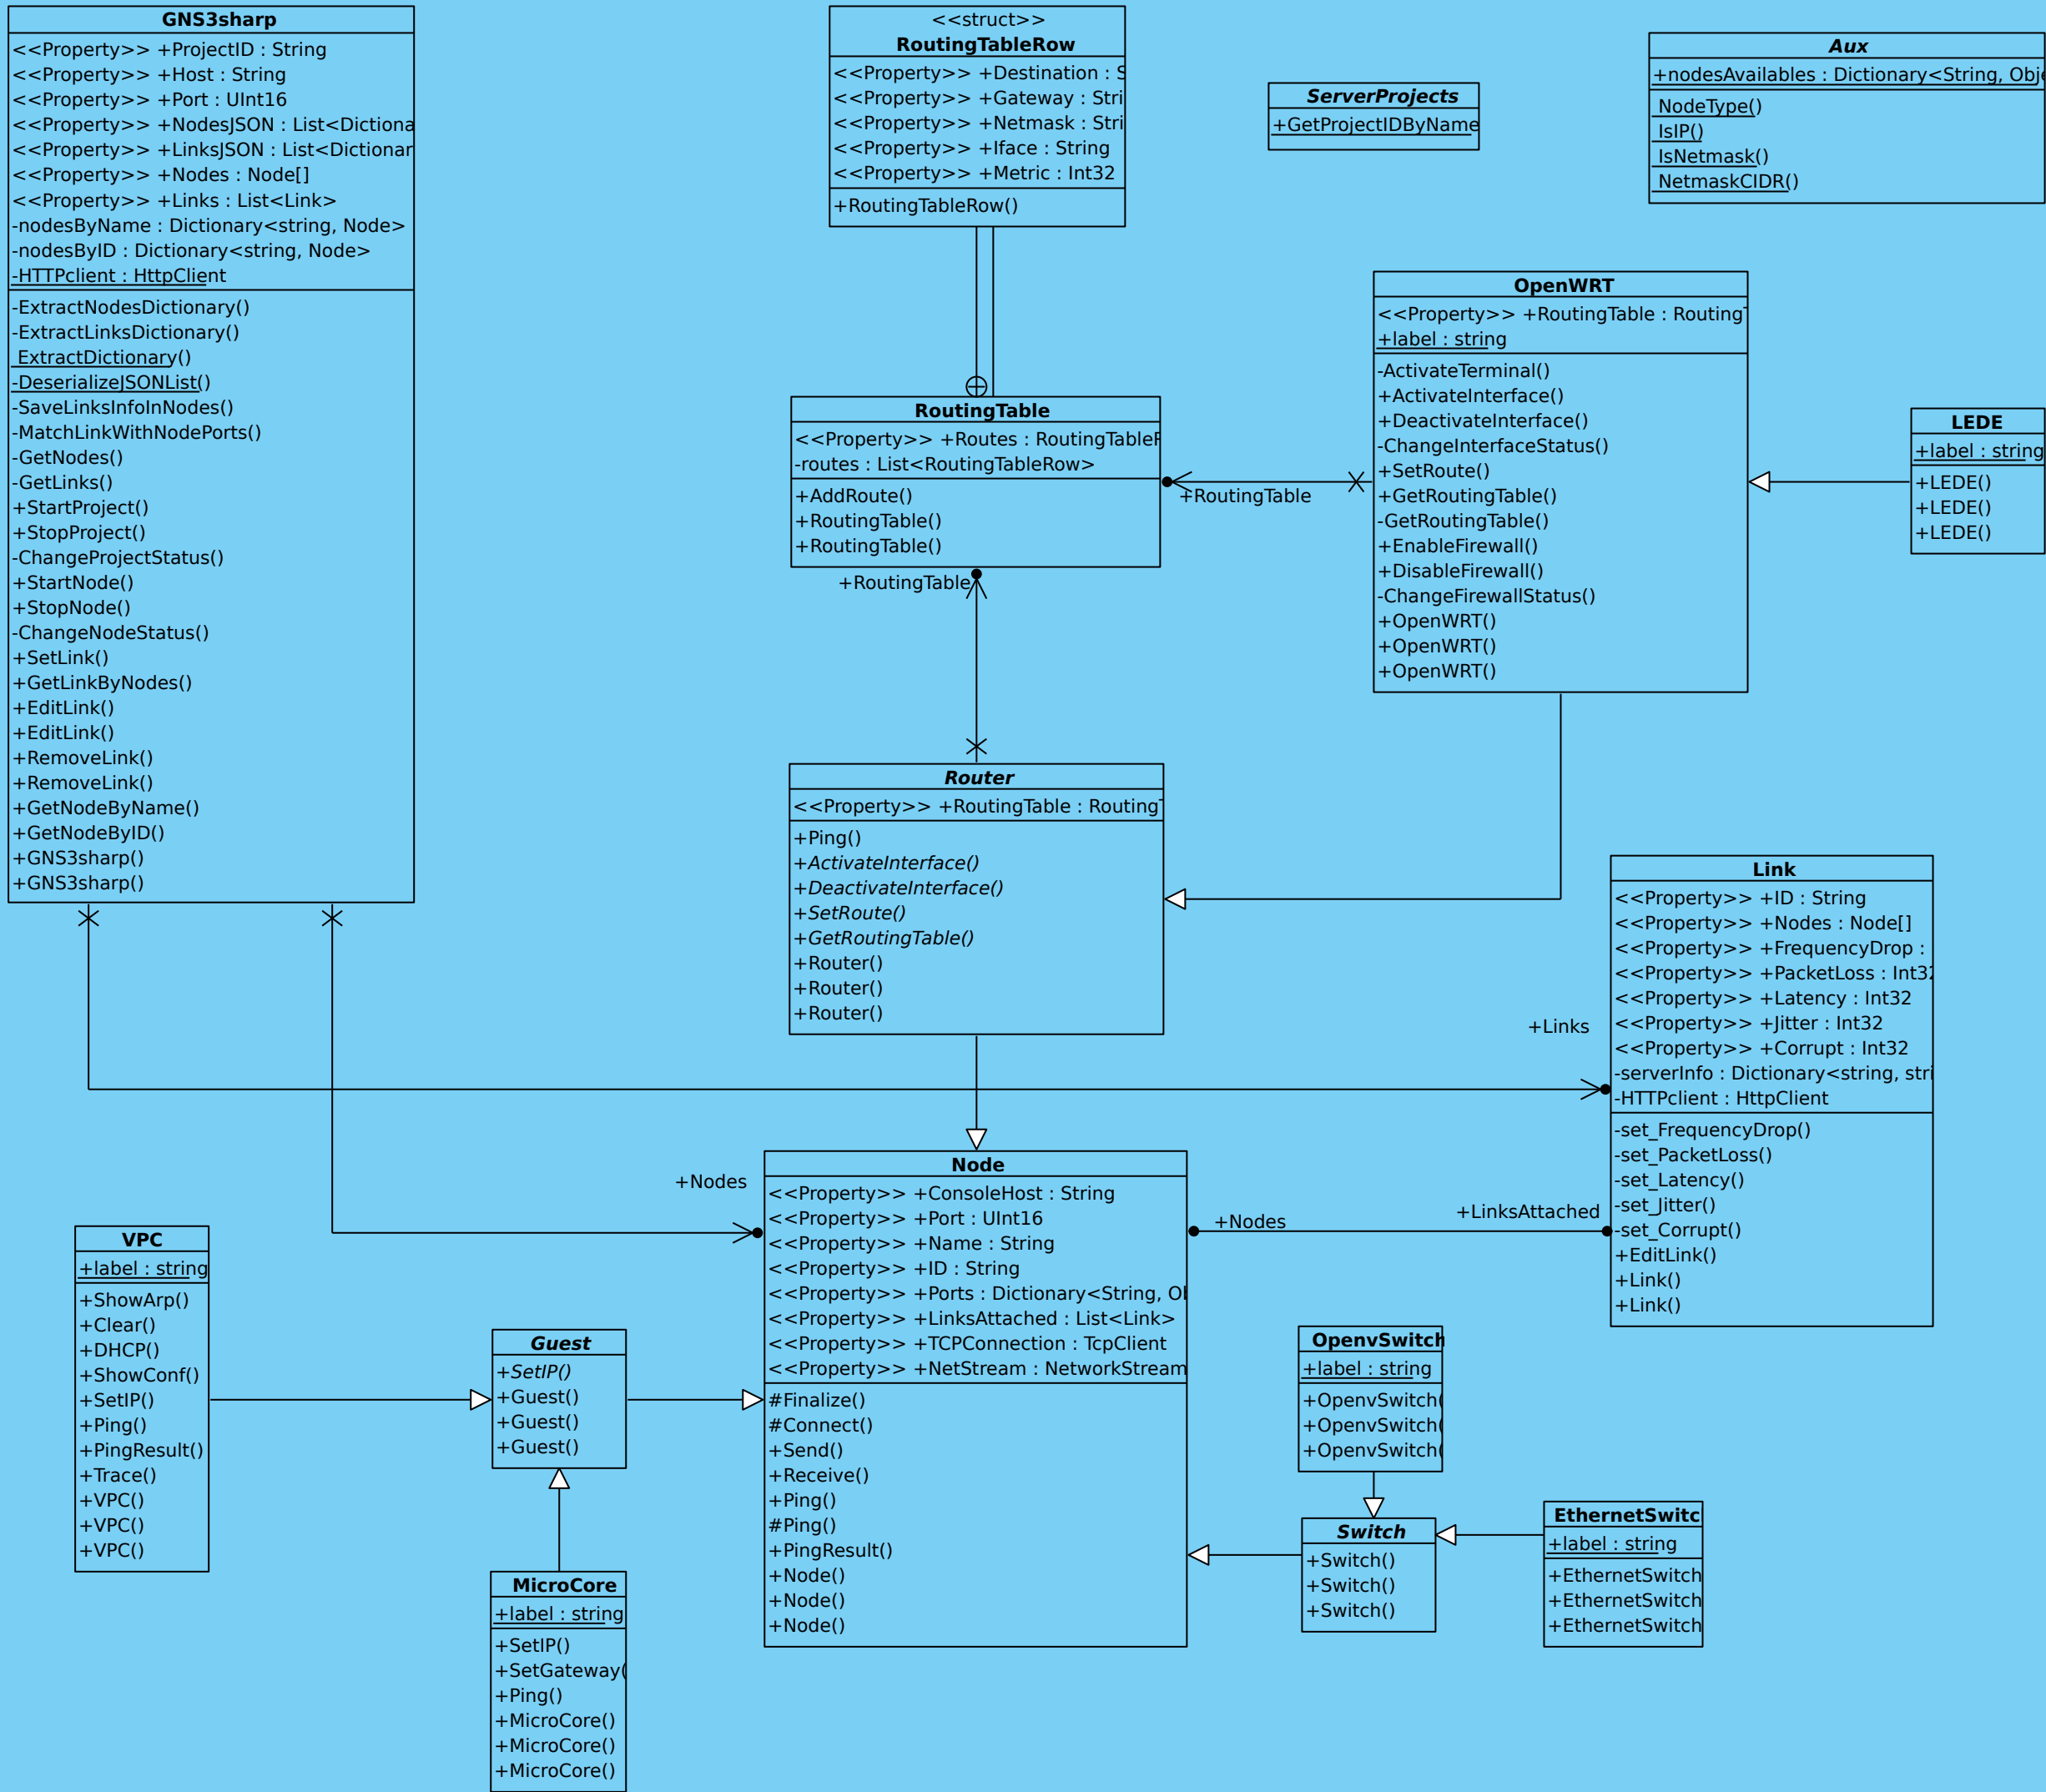 GNS3sharp
<<Property>> +ProjectID : String
<<Property>> +Host : String
<<Property>> +Port : UInt16
<<Property>> +NodesJSON : List<Dictiona
<<Property>> +LinksJSON : List<Dictionar
<<Property>> +Nodes : Node[]
<<Property>> +Links : List<Link>
-nodesByName : Dictionary<string, Node>
-nodesByID : Dictionary<string, Node>
-HTTPclient : HttpClient
-ExtractNodesDictionary()
-ExtractLinksDictionary()
ExtractDictionary()
-DeserializeJSONList()
-SaveLinksInfoInNodes()
-MatchLinkWithNodePorts()
-GetNodes()
-GetLinks()
+StartProject()
+StopProject()
-ChangeProjectStatus()
+StartNode()
+StopNode()
-ChangeNodeStatus()
+SetLink()
+GetLinkByNodes()
+EditLink()
+EditLink()
+RemoveLink()
+RemoveLink()
+GetNodeByName()
+GetNodeByID()
+GNS3sharp()
+GNS3sharp()
<<struct>>
RoutingTableRow
<<Property>> +Destination : S
<<Property>> +Gateway : Stri
<<Property>> +Netmask : Stri
<<Property>> +Iface : String
<<Property>> +Metric : Int32
+RoutingTableRow()
ServerProjects
+GetProjectIDByName
Aux
+nodesAvailables : Dictionary<String, Obje
NodeType()
IsIP()
IsNetmask()
NetmaskCIDR()
OpenWRT
<<Property>> +RoutingTable : Routing
+label : string
-ActivateTerminal()
+ActivateInterface()
+DeactivateInterface()
-ChangeInterfaceStatus()
+SetRoute()
+GetRoutingTable()
-GetRoutingTable()
+EnableFirewall()
+DisableFirewall()
-ChangeFirewallStatus()
+OpenWRT()
+OpenWRT()
+OpenWRT()
LEDE
+label : string
+LEDE()
+LEDE()
+LEDE()
RoutingTable
<<Property>> +Routes : RoutingTableR
-routes : List<RoutingTableRow>
+AddRoute()
+RoutingTable()
+RoutingTable()
+RoutingTable
+RoutingTable
Router
<<Property>> +RoutingTable : Routing
+Ping()
+ActivateInterface()
+DeactivateInterface()
+SetRoute()
+GetRoutingTable()
+Router()
+Router()
+Router()
Link
<<Property>> +ID : String
<<Property>> +Nodes : Node[]
<<Property>> +FrequencyDrop :
<<Property>> +PacketLoss : Int32
<<Property>> +Latency : Int32
<<Property>> +Jitter : Int32
<<Property>> +Corrupt : Int32
-serverInfo : Dictionary<string, stri
-HTTPclient : HttpClient
-set_FrequencyDrop()
-set_PacketLoss()
-set_Latency()
-set_Jitter()
-set_Corrupt()
+EditLink()
+Link()
+Link()
+Links
+Nodes
+Nodes
+LinksAttached
Node
<<Property>> +ConsoleHost : String
<<Property>> +Port : UInt16
<<Property>> +Name : String
<<Property>> +ID : String
<<Property>> +Ports : Dictionary<String, Ob
<<Property>> +LinksAttached : List<Link>
<<Property>> +TCPConnection : TcpClient
<<Property>> +NetStream : NetworkStream
#Finalize()
#Connect()
+Send()
+Receive()
+Ping()
#Ping()
+PingResult()
+Node()
+Node()
+Node()
VPC
+label : string
+ShowArp()
+Clear()
+DHCP()
+ShowConf()
+SetIP()
+Ping()
+PingResult()
+Trace()
+VPC()
+VPC()
+VPC()
Guest
+SetIP()
+Guest()
+Guest()
+Guest()
MicroCore
+label : string
+SetIP()
+SetGateway(
+Ping()
+MicroCore()
+MicroCore()
+MicroCore()
OpenvSwitch
+label : string
+OpenvSwitch(
+OpenvSwitch(
+OpenvSwitch(
Switch
+Switch()
+Switch()
+Switch()
EthernetSwitc
+label : string
+EthernetSwitch
+EthernetSwitch
+EthernetSwitch